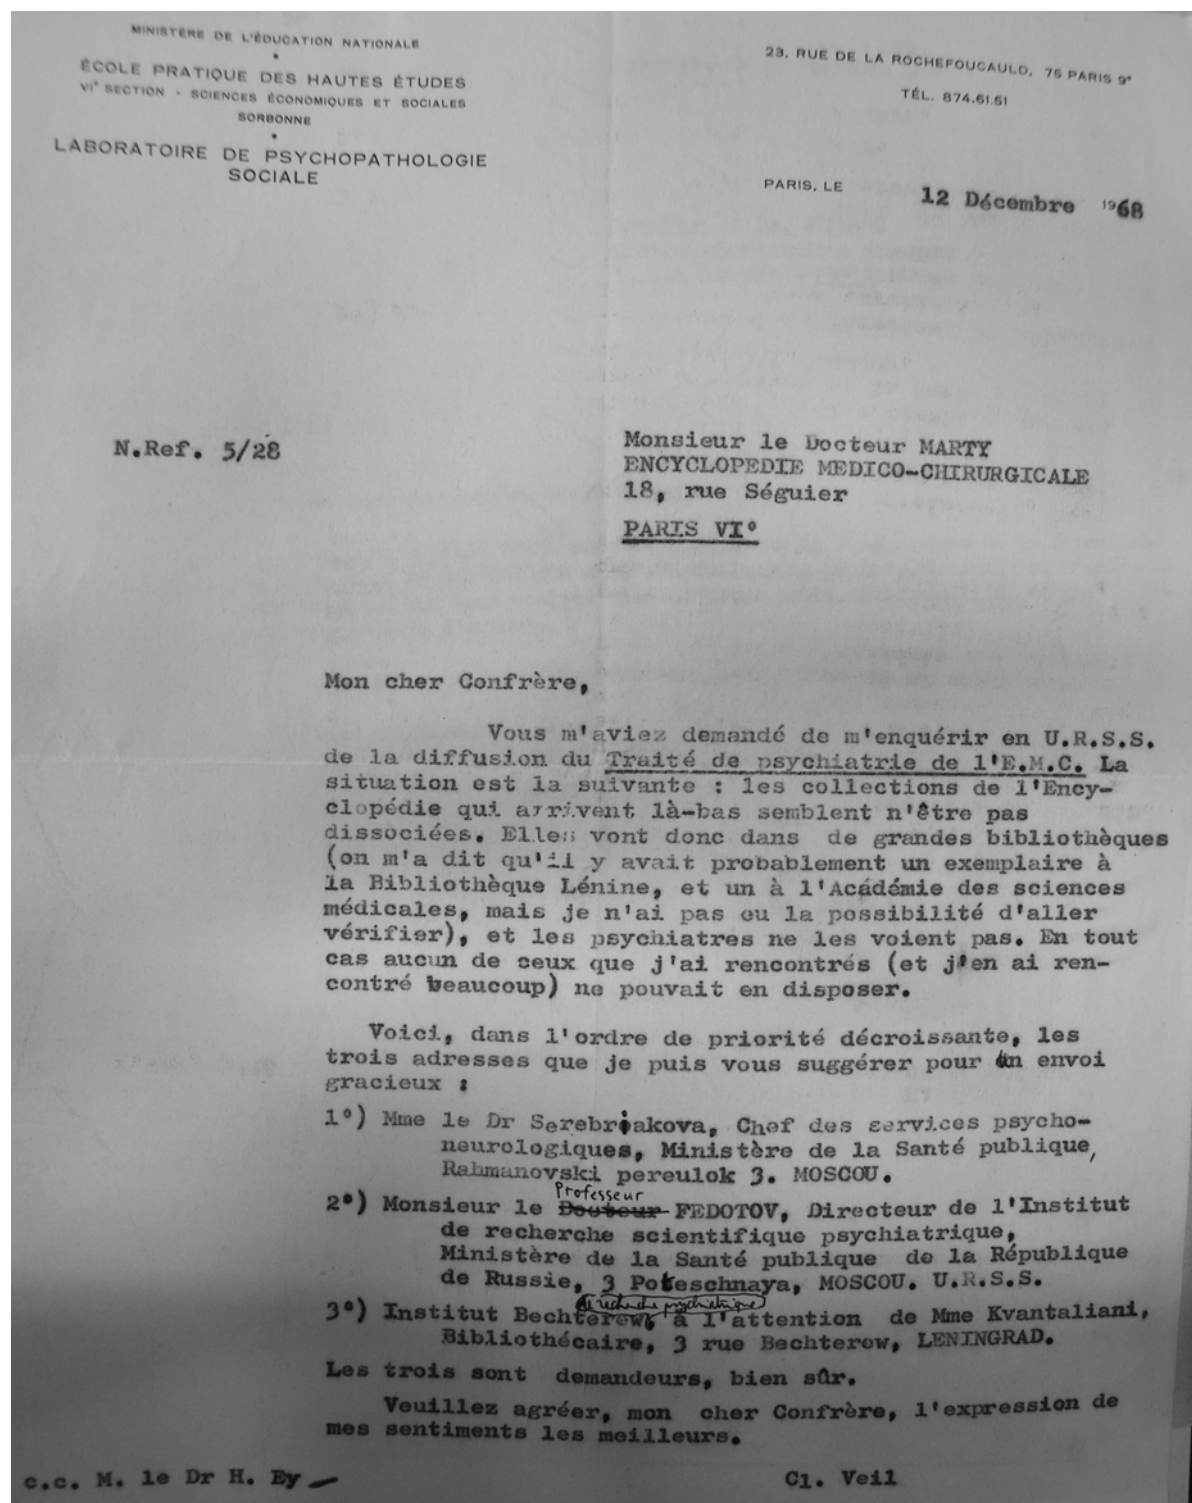 MINISTÈRE DE L'ÉDUCATION NATIONALE
ÉCOLE PRATIQUE DES HAUTES ÉTUDES
VIᵉ SECTION - SCIENCES ÉCONOMIQUES ET SOCIALES
SORBONNE
LABORATOIRE DE PSYCHOPATHOLOGIE
SOCIALE
23, RUE DE LA ROCHEFOUCAULD, 75 PARIS 9ᵉ
TÉL. 874.61.51
PARIS, LE 12 Décembre 1968
N.Ref. 5/28
Monsieur le Docteur MARTY
ENCYCLOPEDIE MEDICO-CHIRURGICALE
18, rue Séguier
PARIS VI°
Mon cher Confrère,
Vous m'aviez demandé de m'enquérir en U.R.S.S.
de la diffusion du Traité de psychiatrie de l'E.M.C. La
situation est la suivante : les collections de l'Ency-
clopédie qui arrivent là-bas semblent n'être pas
dissociées. Elles vont donc dans de grandes bibliothèques
(on m'a dit qu'il y avait probablement un exemplaire à
la Bibliothèque Lénine, et un à l'Acádémie des sciences
médicales, mais je n'ai pas eu la possibilité d'aller
vérifier), et les psychiatres ne les voient pas. En tout
cas aucun de ceux que j'ai rencontrés (et j'en ai ren-
contré beaucoup) ne pouvait en disposer.
Voici, dans l'ordre de priorité décroissante, les
trois adresses que je puis vous suggérer pour un envoi
gracieux :
1°) Mme le Dr Serebriakova, Chef des services psycho-
neurologiques, Ministère de la Santé publique,
Rahmanovski pereulok 3. MOSCOU.
Professeur
2°) Monsieur le Docteur FEDOTOV, Directeur de l'Institut
de recherche scientifique psychiatrique,
Ministère de la Santé publique de la République
de Russie, 3 Poteschnaya, MOSCOU. U.R.S.S.
de recherche psychiatrique
3°) Institut Bechterew, à l'attention de Mme Kvantaliani,
Bibliothécaire, 3 rue Bechterew, LENINGRAD.
Les trois sont demandeurs, bien sûr.
Veuillez agréer, mon cher Confrère, l'expression de
mes sentiments les meilleurs.
c.c. M. le Dr H. Ey
Cl. Veil